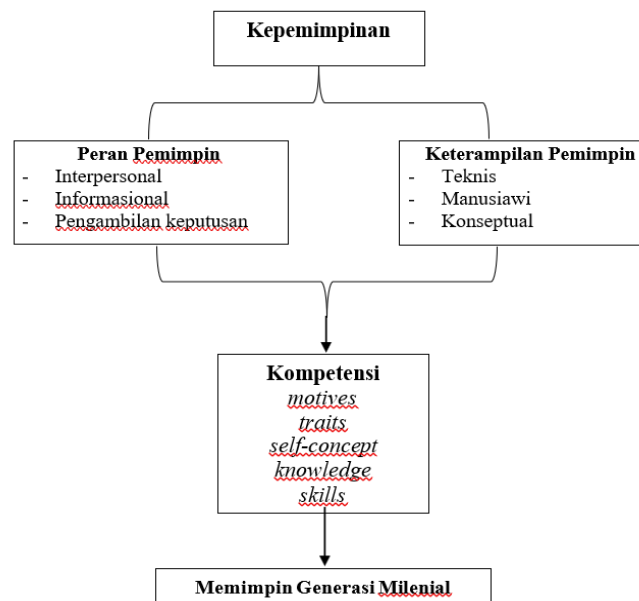 Kepemimpinan
Peran Pemimpin
- Interpersonal
- Informasional
- Pengambilan keputusan
Keterampilan Pemimpin
- Teknis
- Manusiawi
- Konseptual
Kompetensi
motives
traits
self-concept
knowledge
skills
Memimpin Generasi Milenial